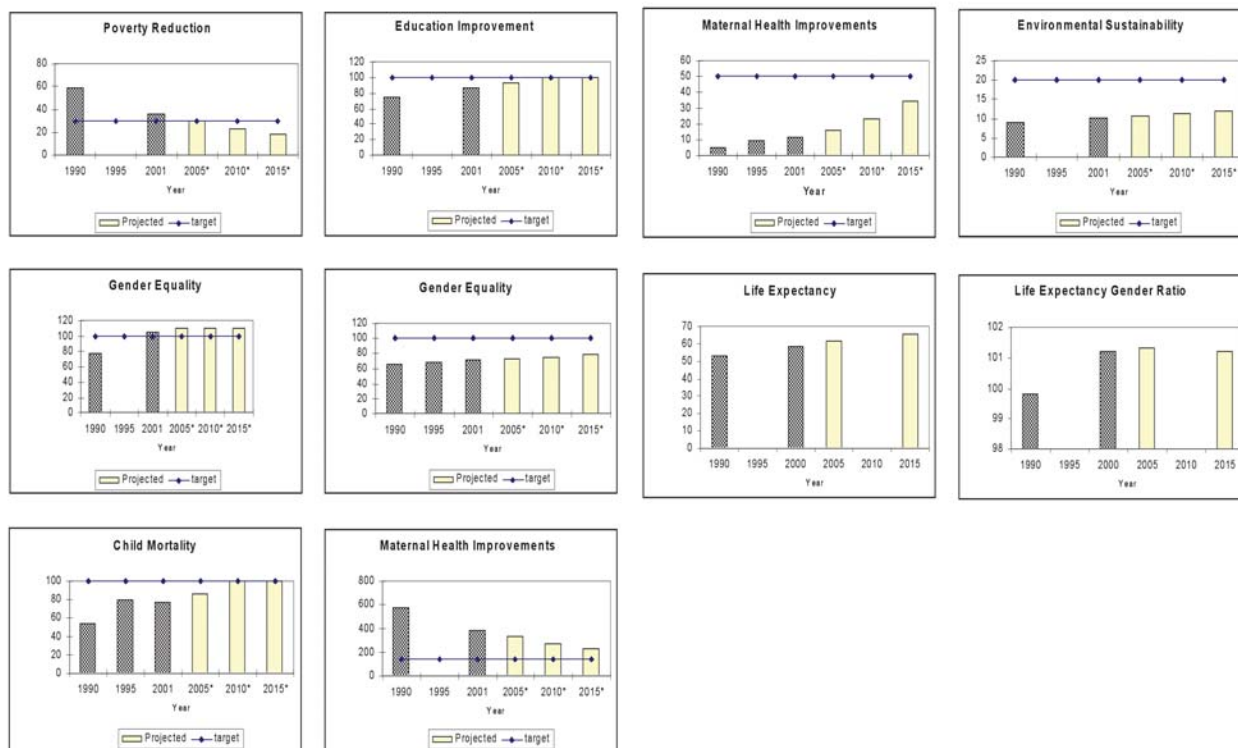 Poverty Reduction
80
60
40
20
0
1990 1995 2001 2005* 2010* 2015*
Year
Projected target
Education Improvement
120
100
80
60
40
20
0
1990 1995 2001 2005* 2010* 2015*
Year
Projected target
Maternal Health Improvements
60
50
40
30
20
10
0
1990 1995 2001 2005* 2010* 2015*
Year
Projected target
Environmental Sustainability
25
20
15
10
5
0
1990 1995 2001 2005* 2010* 2015*
Year
Projected target
Gender Equality
120
100
80
60
40
20
0
1990 1995 2001 2005* 2010* 2015*
Year
Projected target
Gender Equality
120
100
80
60
40
20
0
1990 1995 2001 2005* 2010* 2015*
Year
Projected target
Life Expectancy
70
60
50
40
30
20
10
0
1990 1995 2000 2005 2010 2015
Year
Life Expectancy Gender Ratio
102
101
100
99
98
1990 1995 2000 2005 2010 2015
Year
Child Mortality
100
80
60
40
20
0
1990 1995 2001 2005* 2010* 2015*
Year
Projected target
Maternal Health Improvements
800
600
400
200
0
1990 1995 2001 2005* 2010* 2015*
Year
Projected target